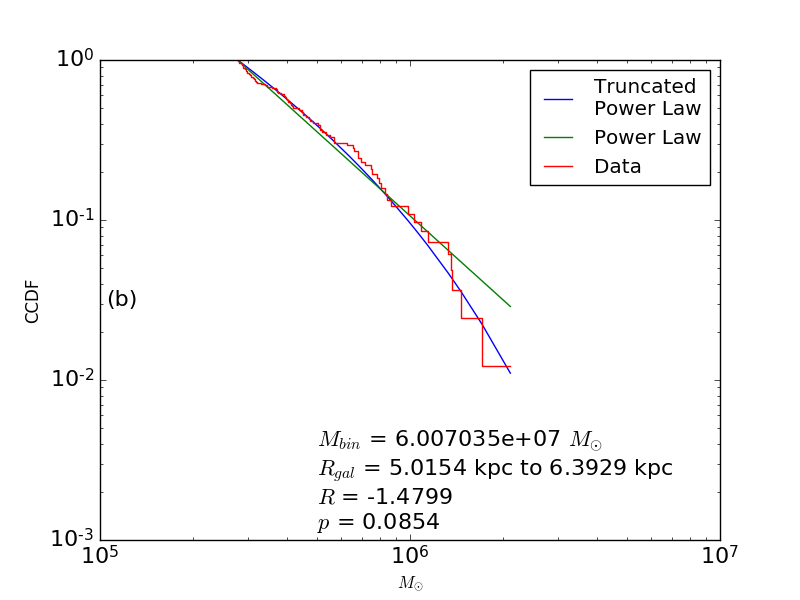 10^0
10^-1
10^-2
10^-3
10^5
10^6
10^7
CCDF
(b)
Truncated
Power Law
Power Law
Data
M_bin = 6.007035e+07 M_☉
R_gal = 5.0154 kpc to 6.3929 kpc
R = -1.4799
p = 0.0854
M_☉